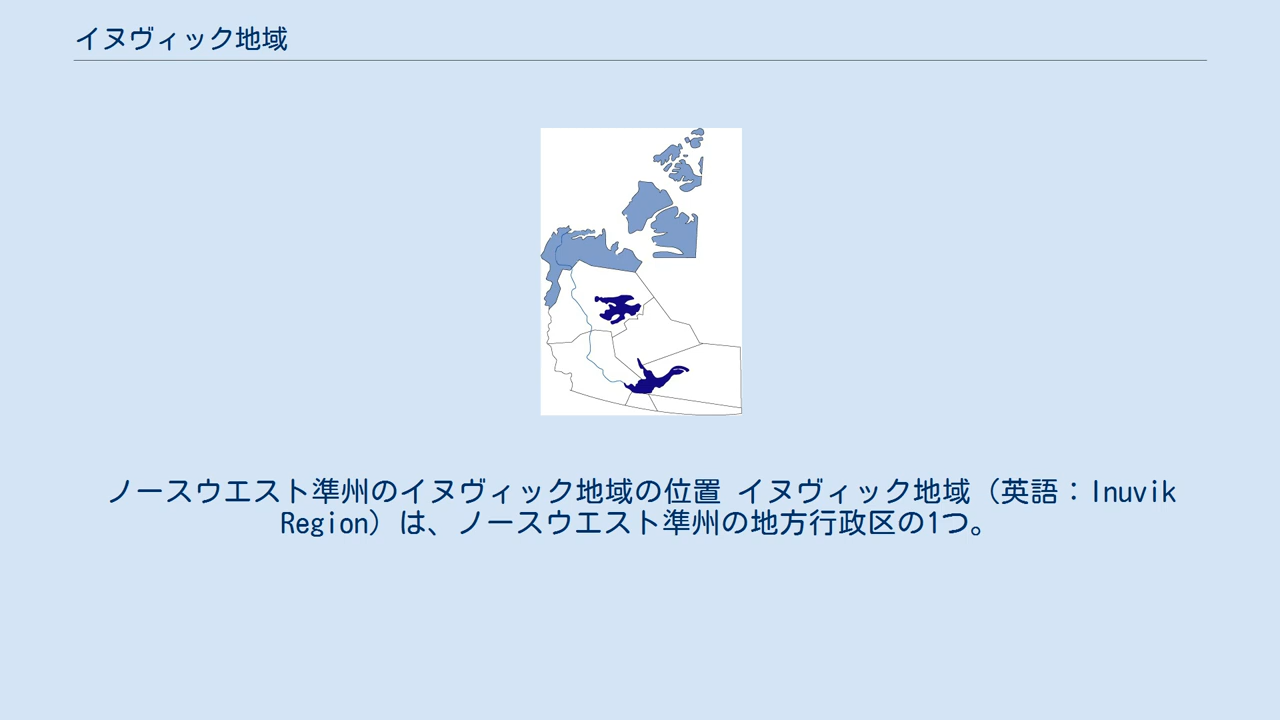 イヌヴィック地域
ノースウエスト準州のイヌヴィック地域の位置 イヌヴィック地域（英語：Inuvik
Region）は、ノースウエスト準州の地方行政区の1つ。